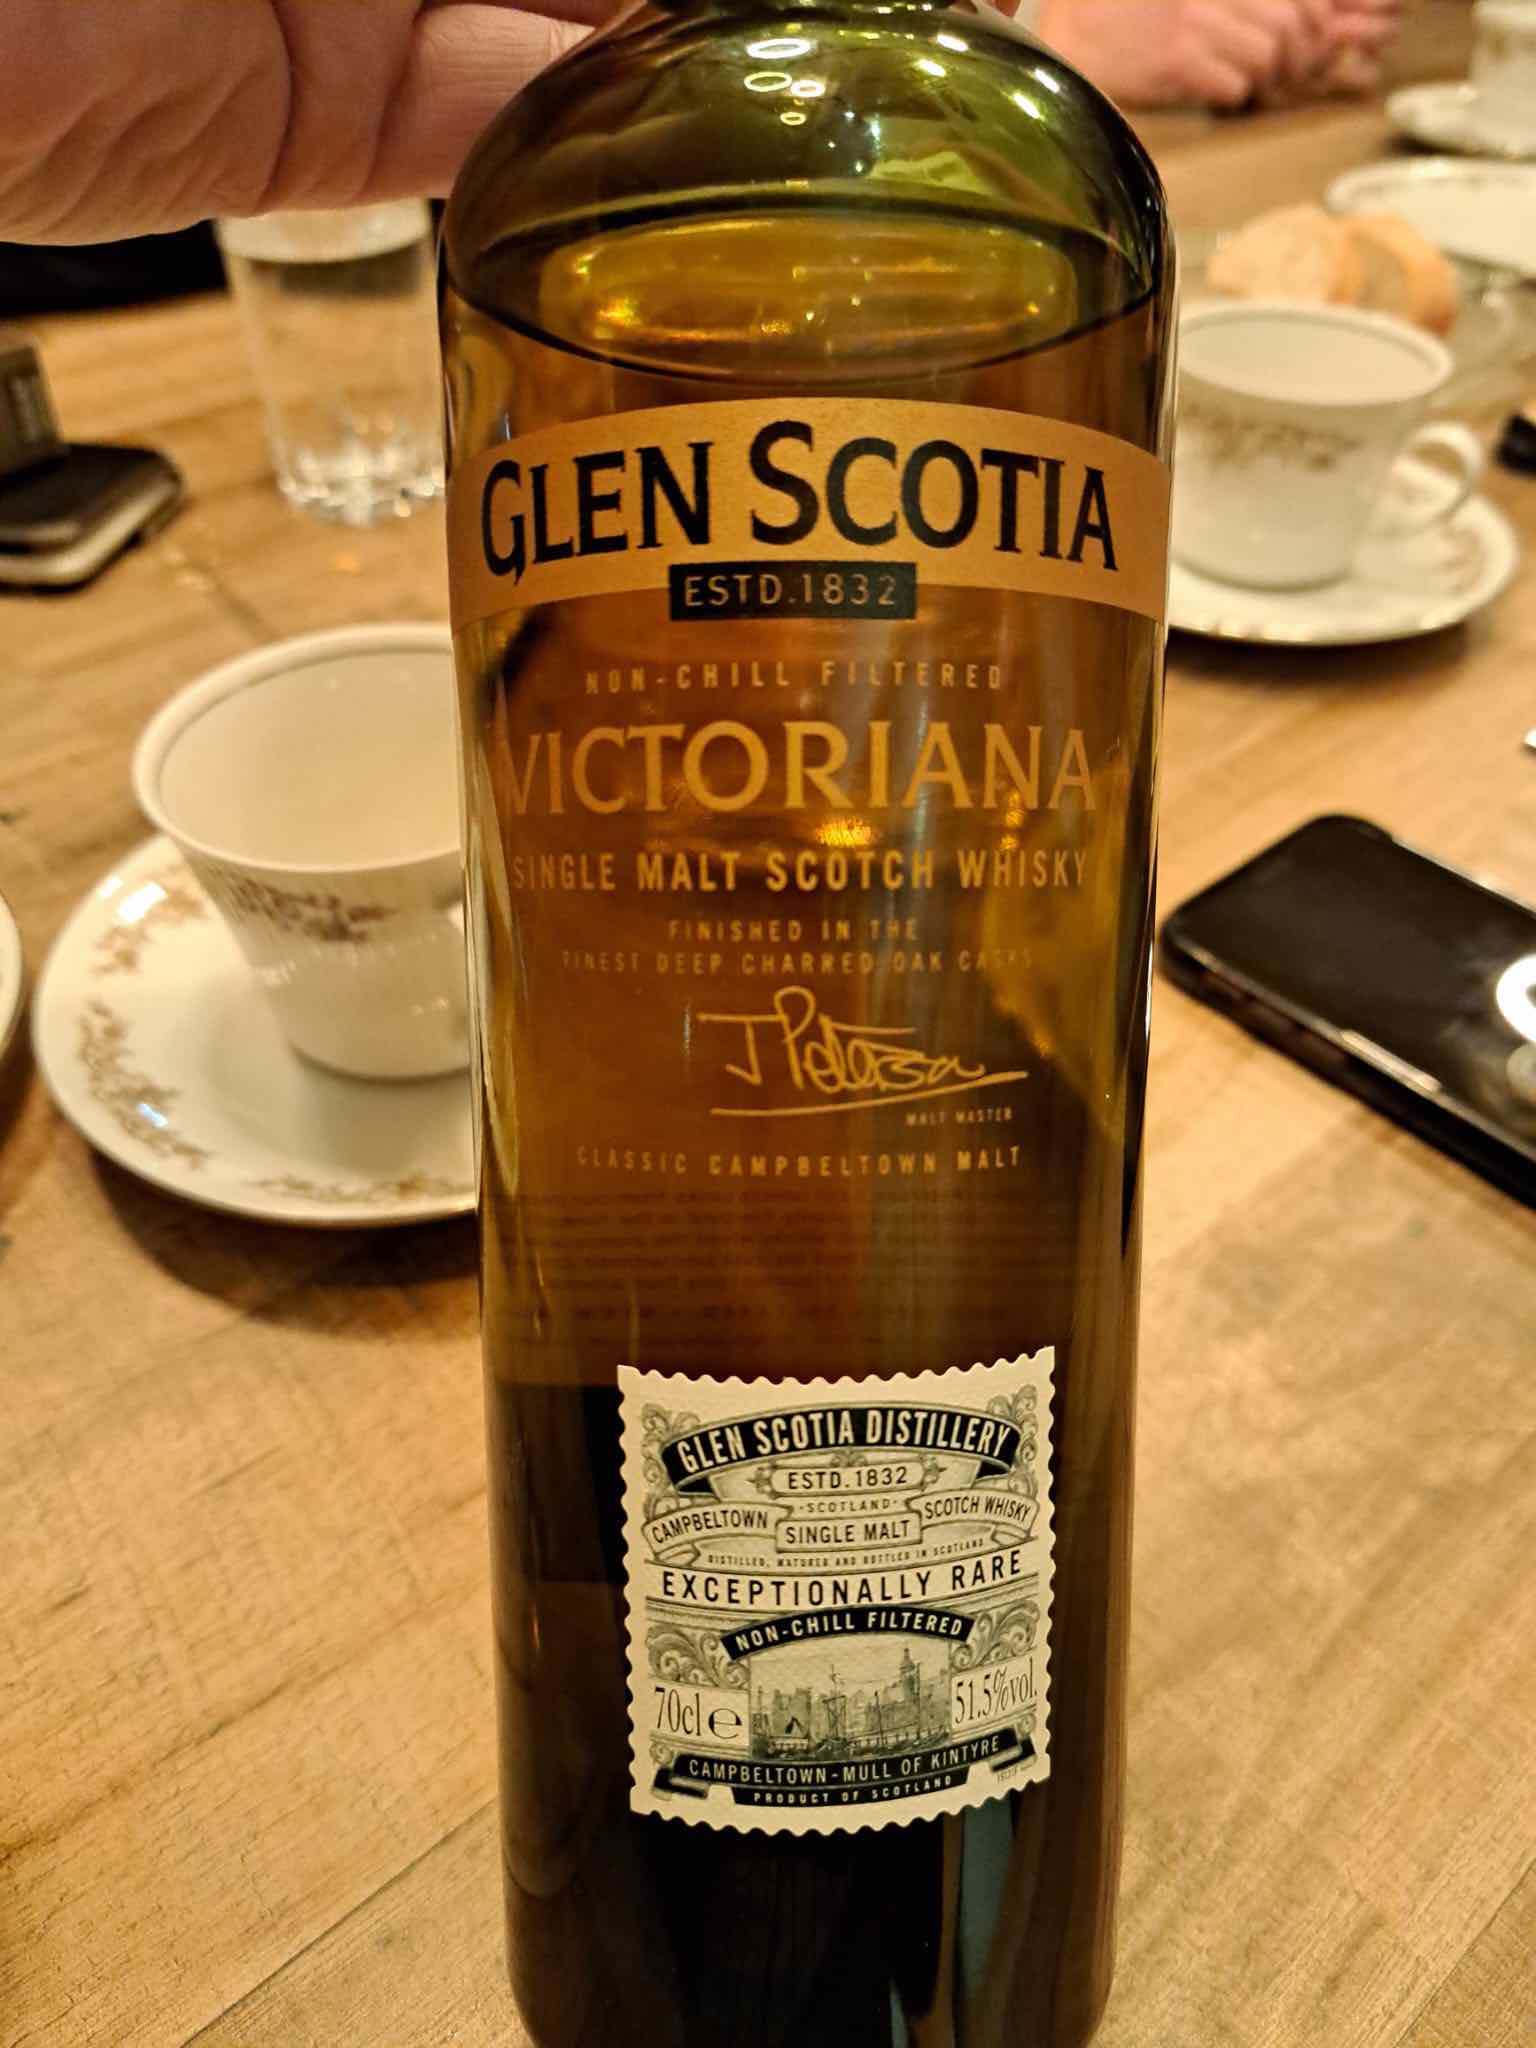 GLEN SCOTIA
ESTD.1832
NON-CHILL FILTERED
VICTORIANA
SINGLE MALT SCOTCH WHISKY
FINISHED IN THE
FINEST DEEP CHARRED OAK CASKS
MALT MASTER
CLASSIC CAMPBELTOWN MALT
GLEN SCOTIA DISTILLERY
ESTD.1832
-SCOTLAND-
CAMPBELTOWN SINGLE MALT SCOTCH WHISKY
DISTILLED, MATURED AND BOTTLED IN SCOTLAND
EXCEPTIONALLY RARE
NON-CHILL FILTERED
70cl e 51.5%vol.
CAMPBELTOWN-MULL OF KINTYRE
PRODUCT OF SCOTLAND